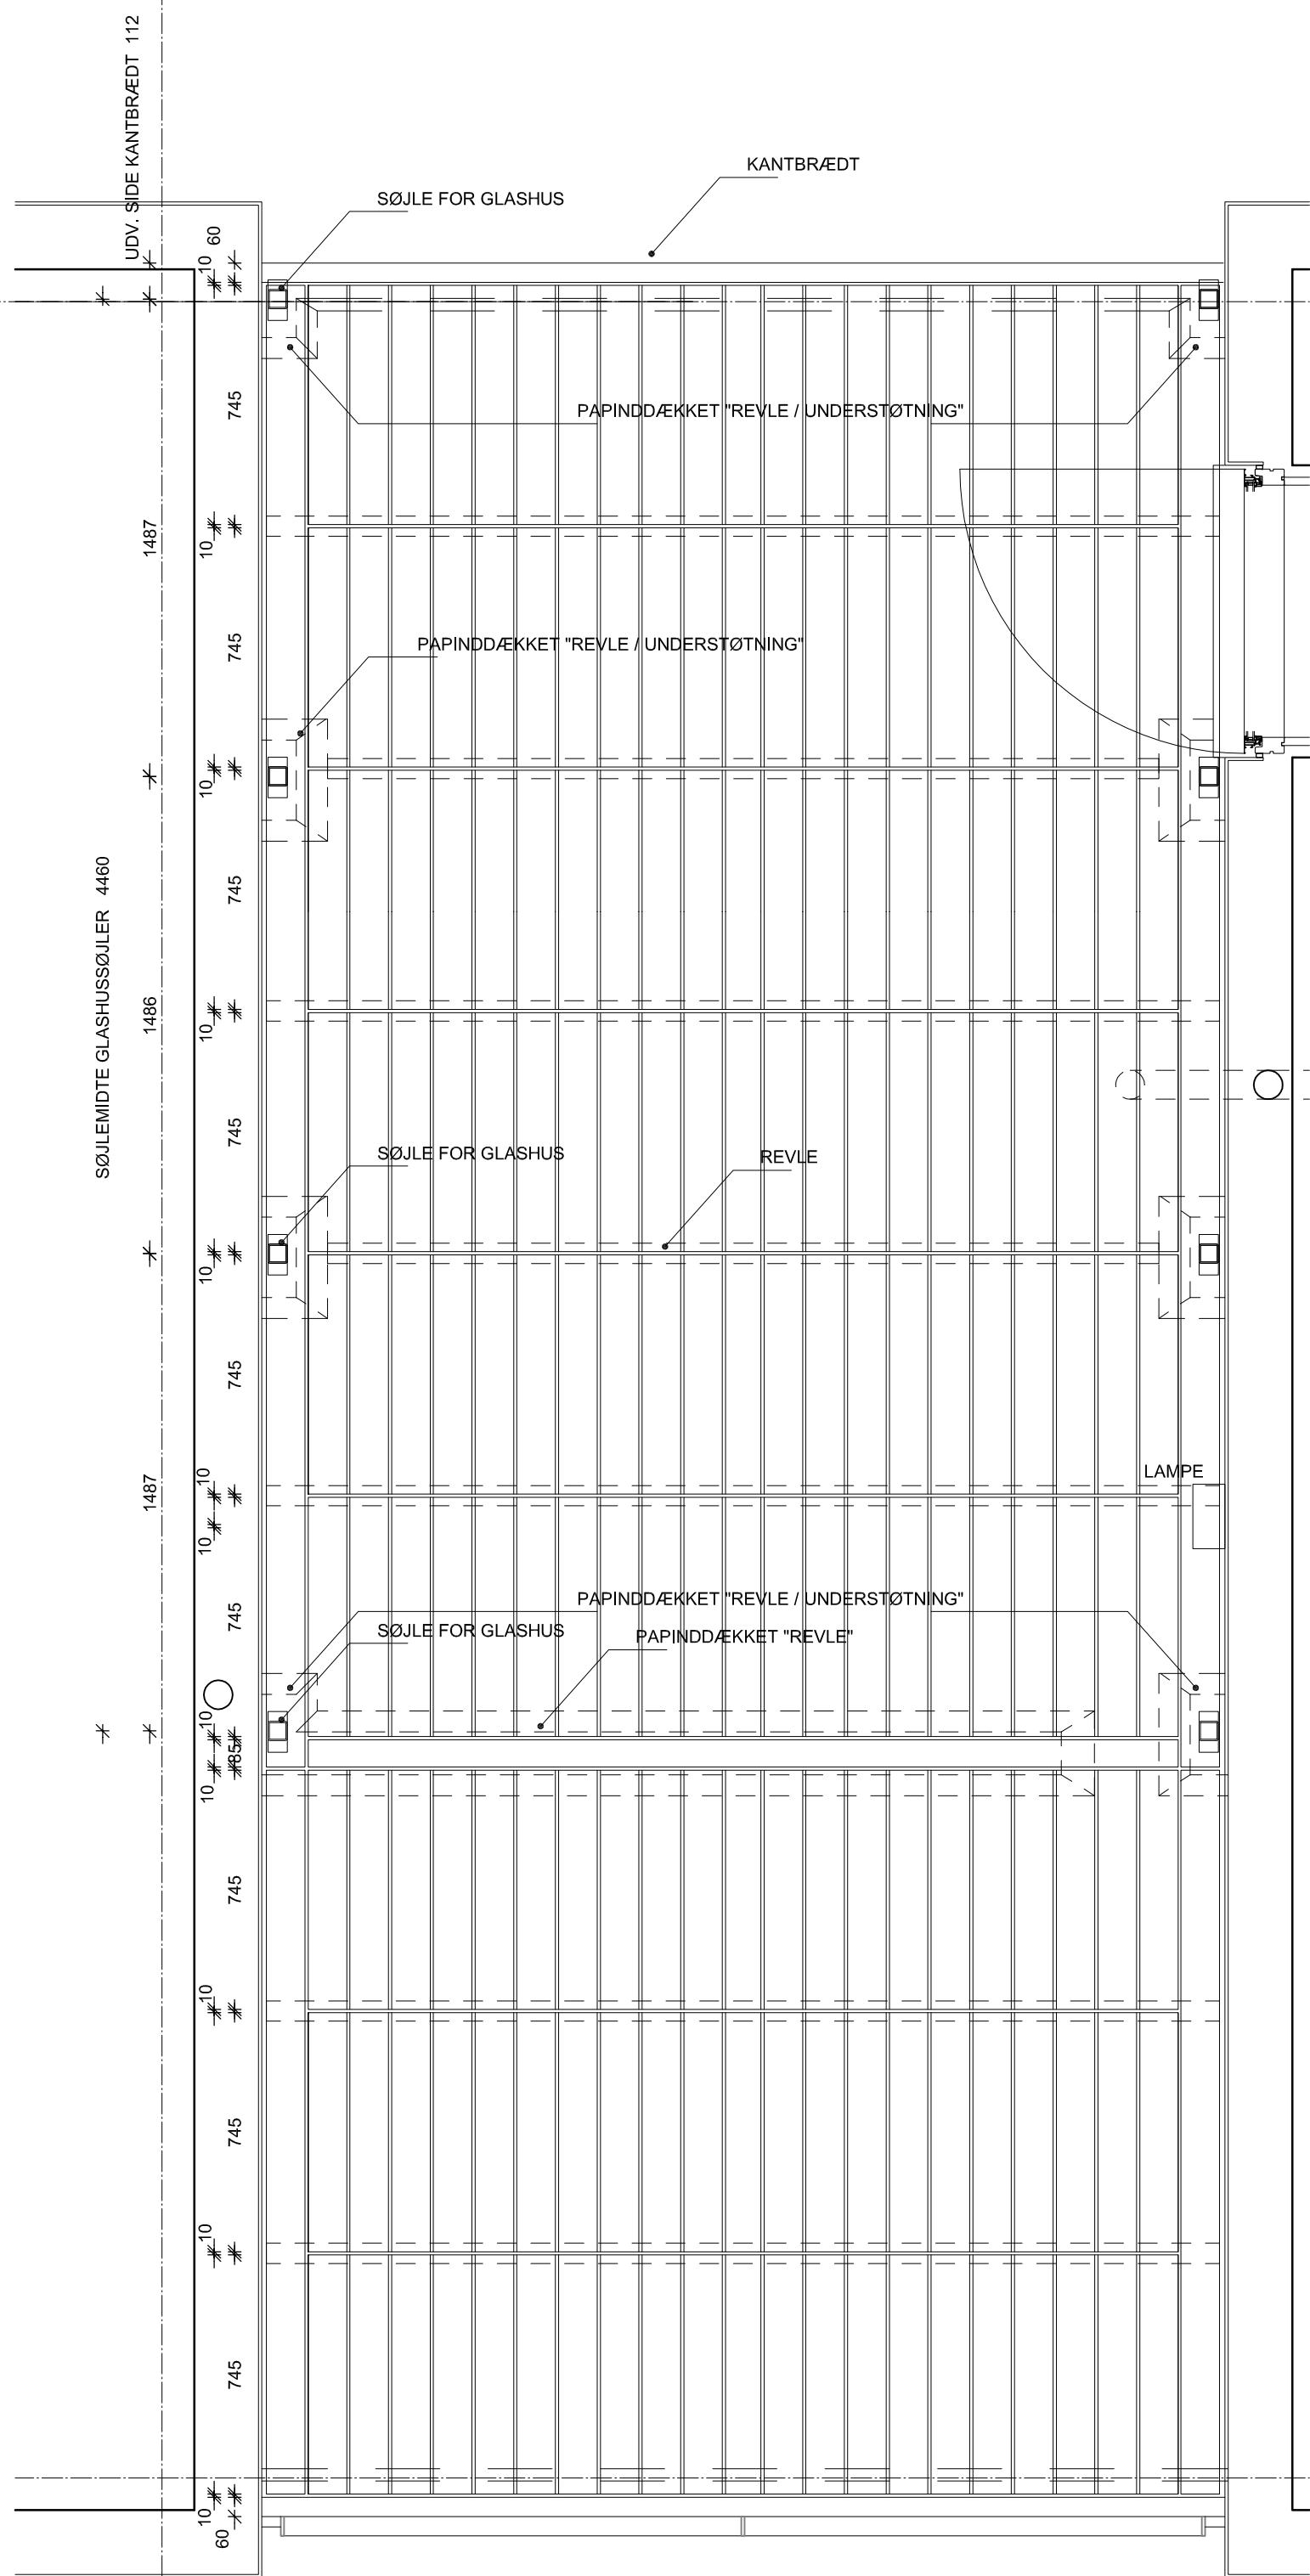 UDV. SIDE KANTBRÆDT 112
KANTBRÆDT
SØJLE FOR GLASHUS
60
10
745
PAPINDDÆKKET "REVLE / UNDERSTØTNING"
1487
10
745
PAPINDDÆKKET "REVLE / UNDERSTØTNING"
10
745
SØJLEMIDTE GLASHUSSØJLER 4460
1486
10
745
SØJLE FOR GLASHUS
REVLE
10
745
1487
10
LAMPE
10
745
PAPINDDÆKKET "REVLE / UNDERSTØTNING"
SØJLE FOR GLASHUS
PAPINDDÆKKET "REVLE"
10
85
10
745
10
745
10
745
10
60